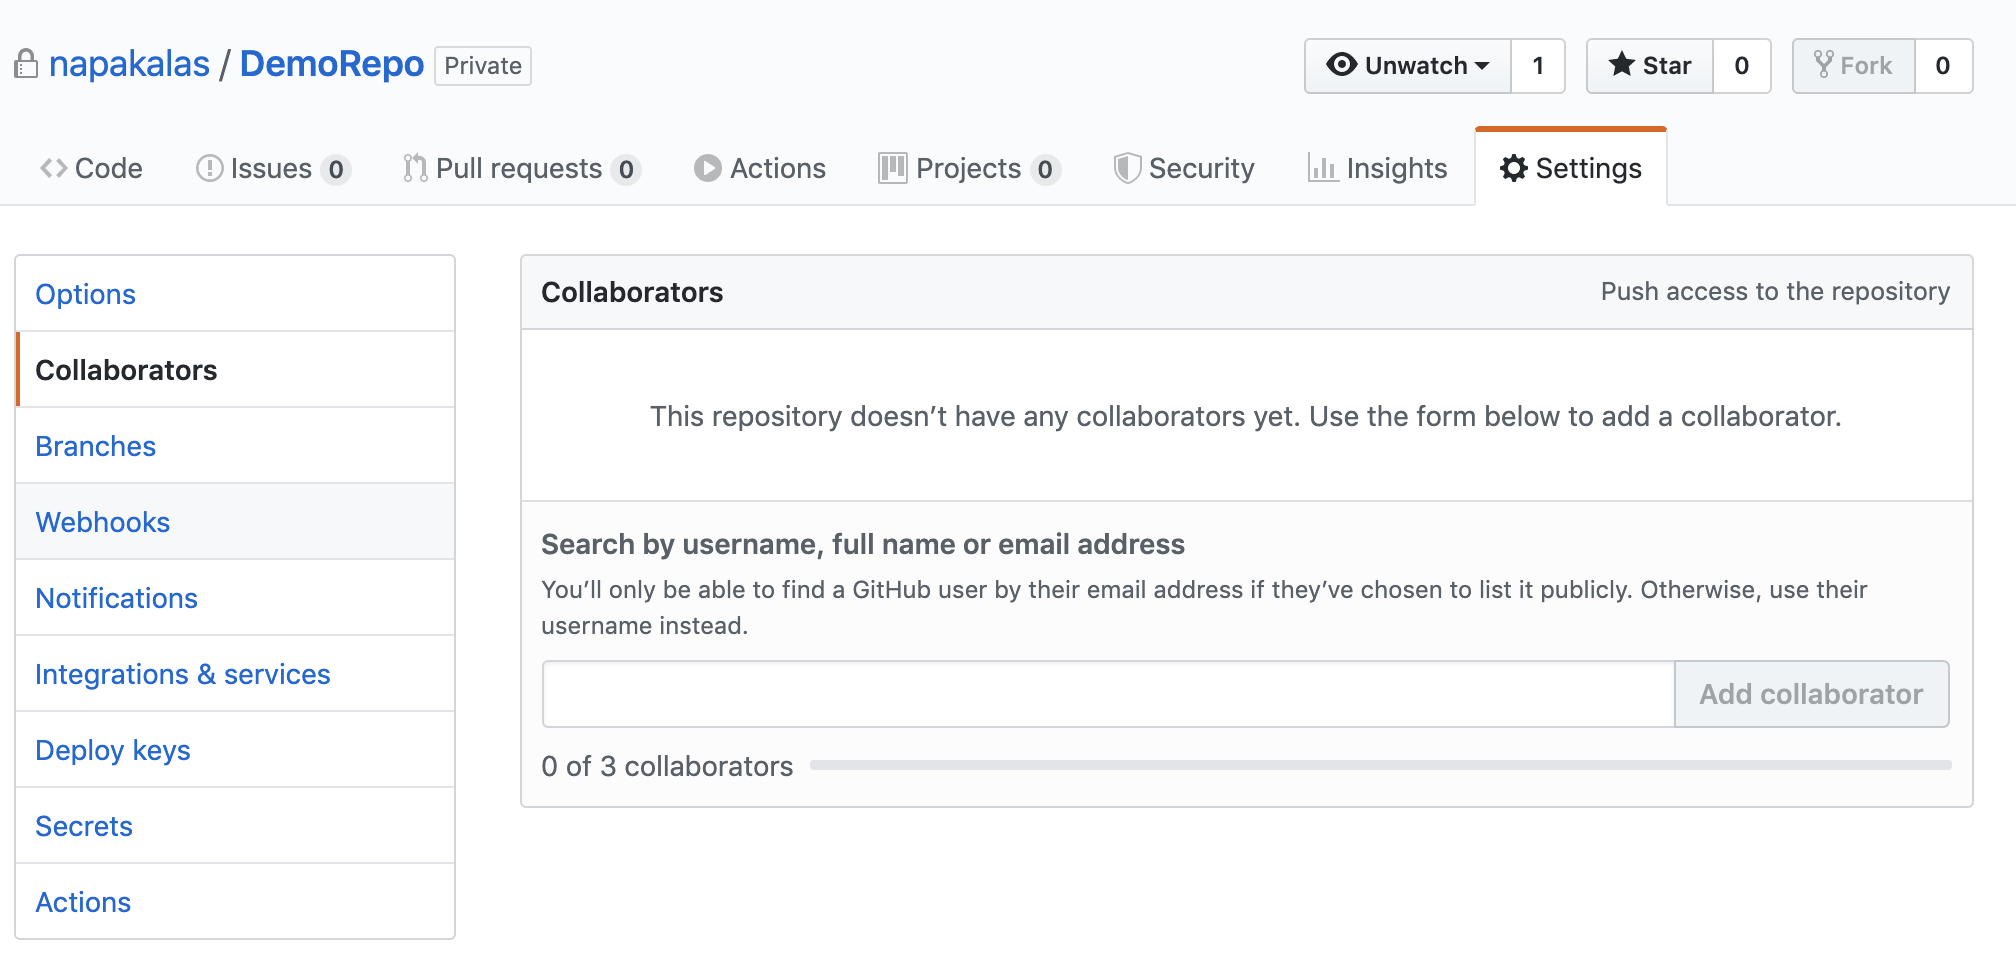 napakalas / DemoRepo Private Unwatch 1 Star 0 Fork 0
Code Issues 0 Pull requests 0 Actions Projects 0 Security Insights Settings
Options
Collaborators
Branches
Webhooks
Notifications
Integrations & services
Deploy keys
Secrets
Actions
Collaborators Push access to the repository
This repository doesn’t have any collaborators yet. Use the form below to add a collaborator.
Search by username, full name or email address
You’ll only be able to find a GitHub user by their email address if they’ve chosen to list it publicly. Otherwise, use their
username instead.
Add collaborator
0 of 3 collaborators